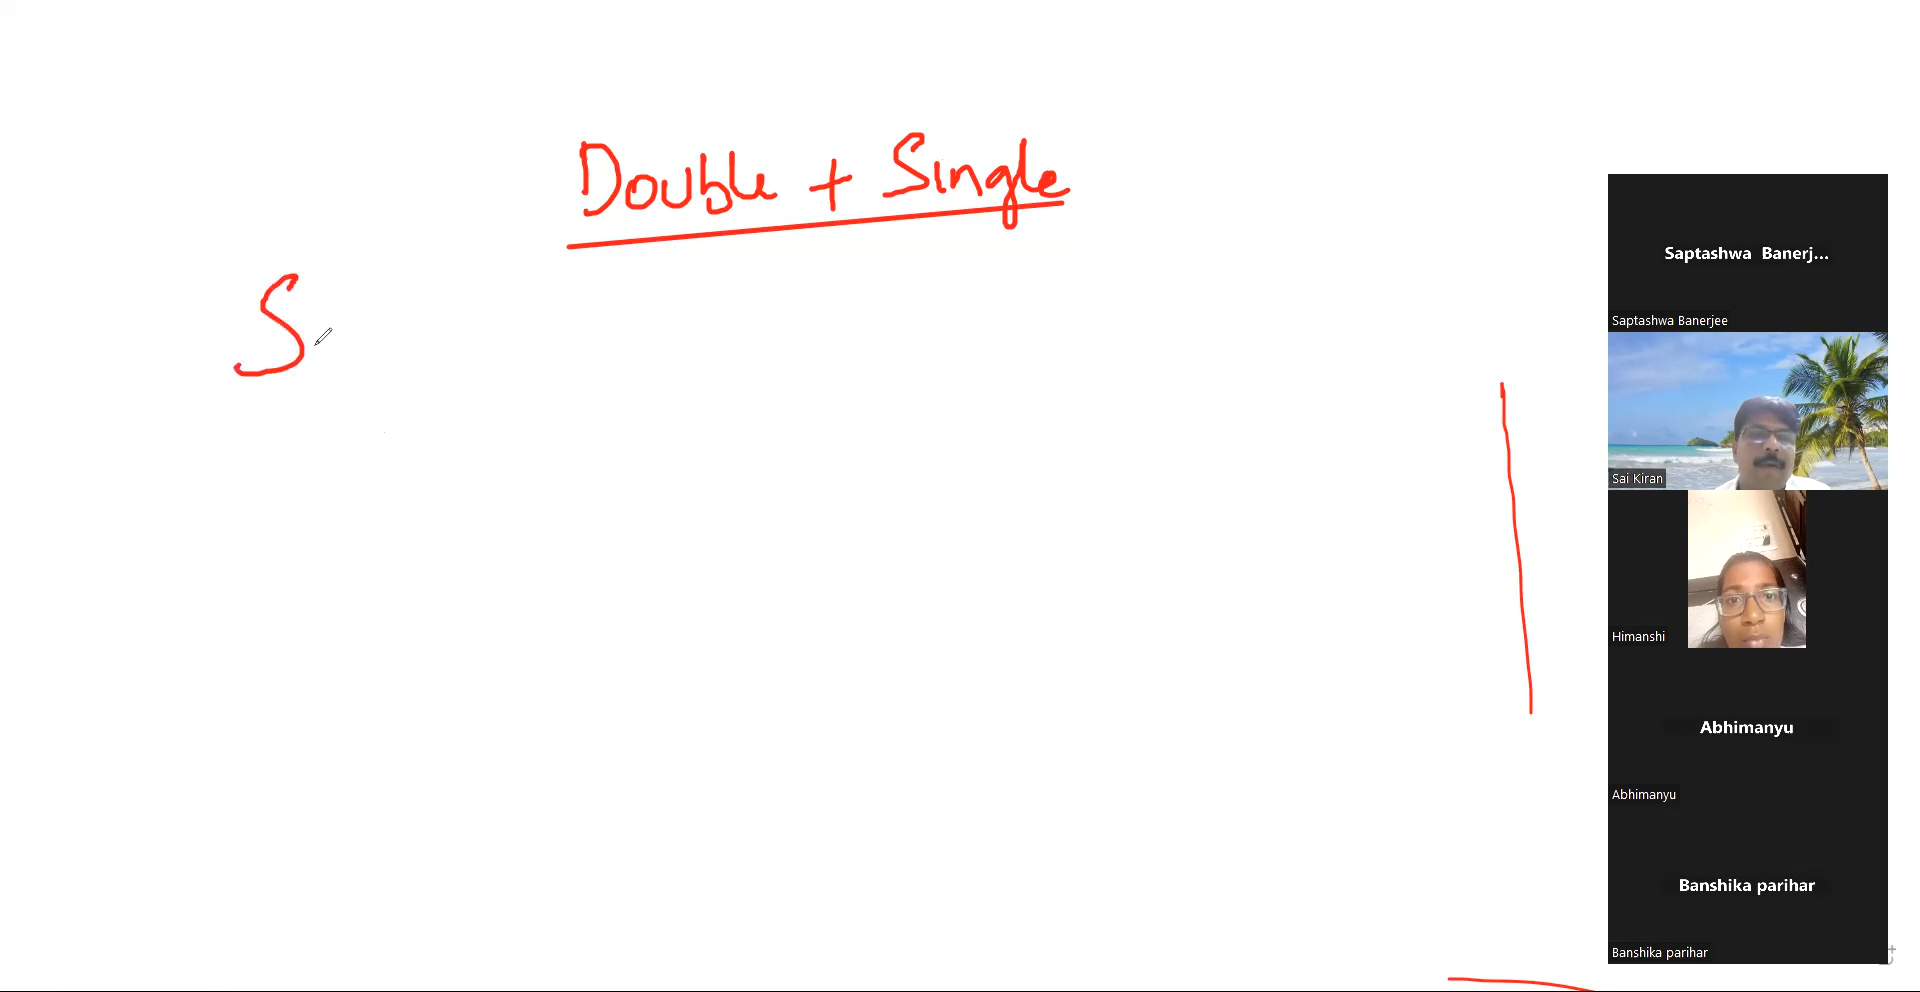 Double + Single
S
Saptashwa Banerj...
Saptashwa Banerjee
Sai Kiran
Himanshi
Abhimanyu
Abhimanyu
Banshika parihar
Banshika parihar